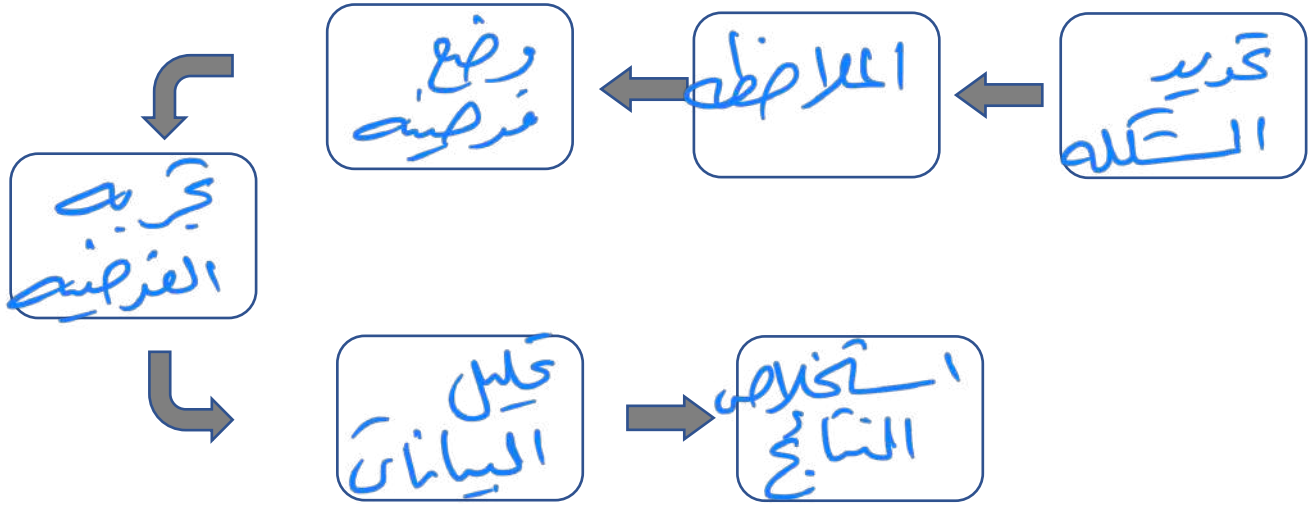 تحديد
المشكله
الملاحظه
وضع
فرضيه
تجربه
الفرضيه
تحليل
البيانات
استخلاص
النتائج